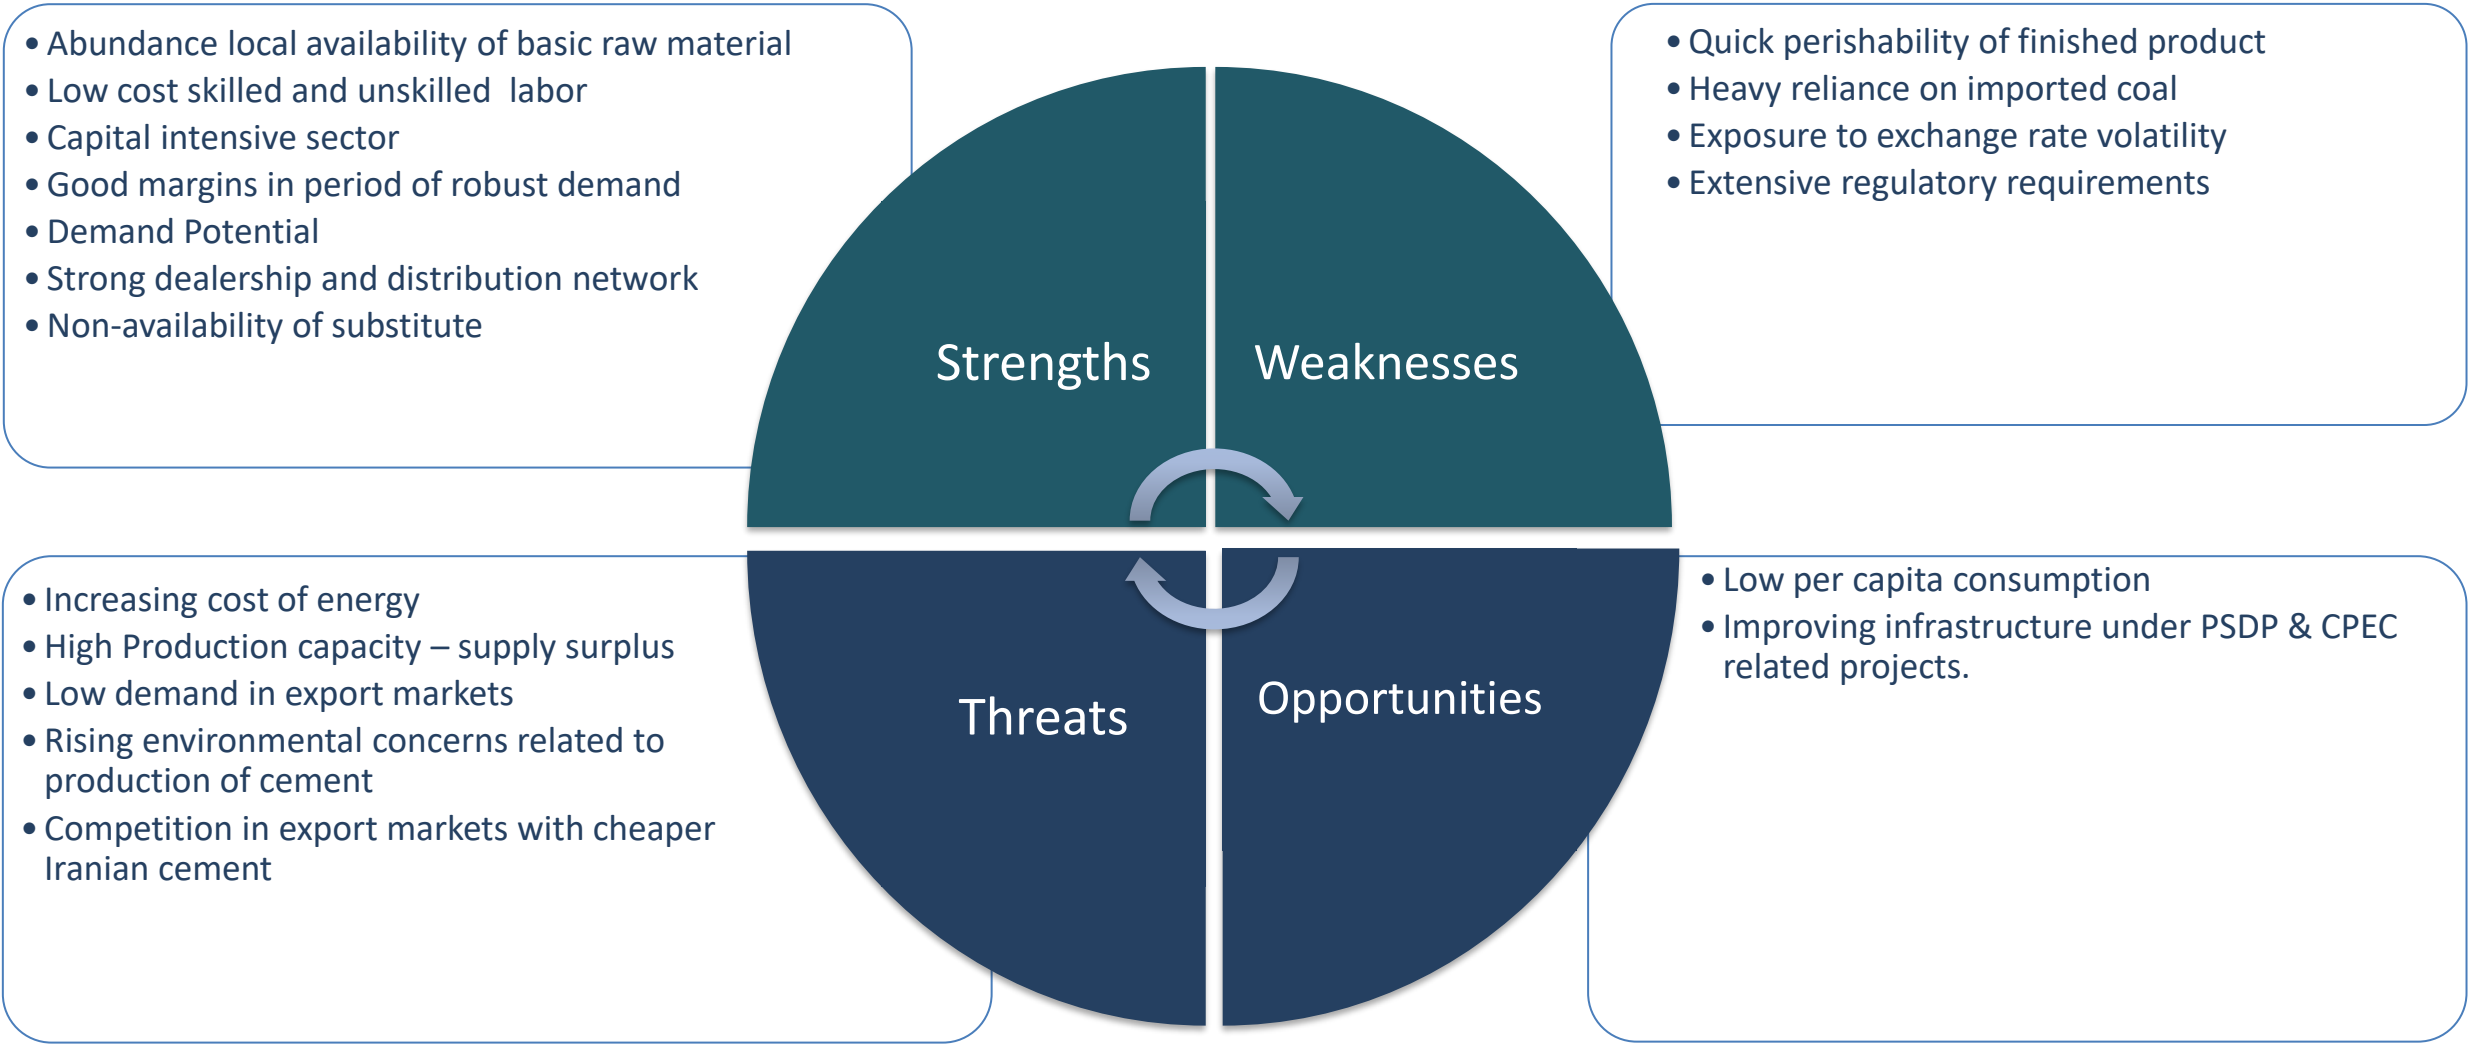 • Abundance local availability of basic raw material
• Low cost skilled and unskilled  labor
• Capital intensive sector
• Good margins in period of robust demand
• Demand Potential
• Strong dealership and distribution network
• Non-availability of substitute
Strengths
• Quick perishability of finished product
• Heavy reliance on imported coal
• Exposure to exchange rate volatility
• Extensive regulatory requirements
Weaknesses
• Increasing cost of energy
• High Production capacity – supply surplus
• Low demand in export markets
• Rising environmental concerns related to
production of cement
• Competition in export markets with cheaper
Iranian cement
Threats
• Low per capita consumption
• Improving infrastructure under PSDP & CPEC
related projects.
Opportunities